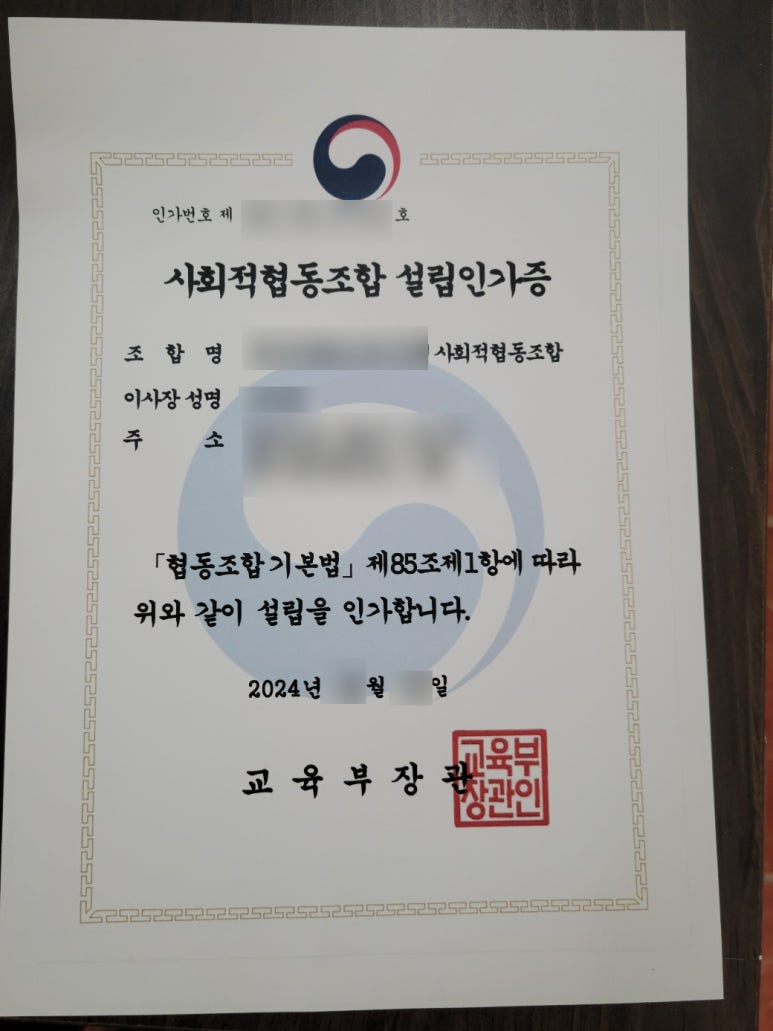 인가번호 제 호
사회적협동조합 설립인가증
조 합 명 사회적협동조합
이사장 성명
주 소
「협동조합 기본법」 제85조제1항에 따라
위와 같이 설립을 인가합니다.
2024년 월 일
교 육 부 장 관
교육부
장관인